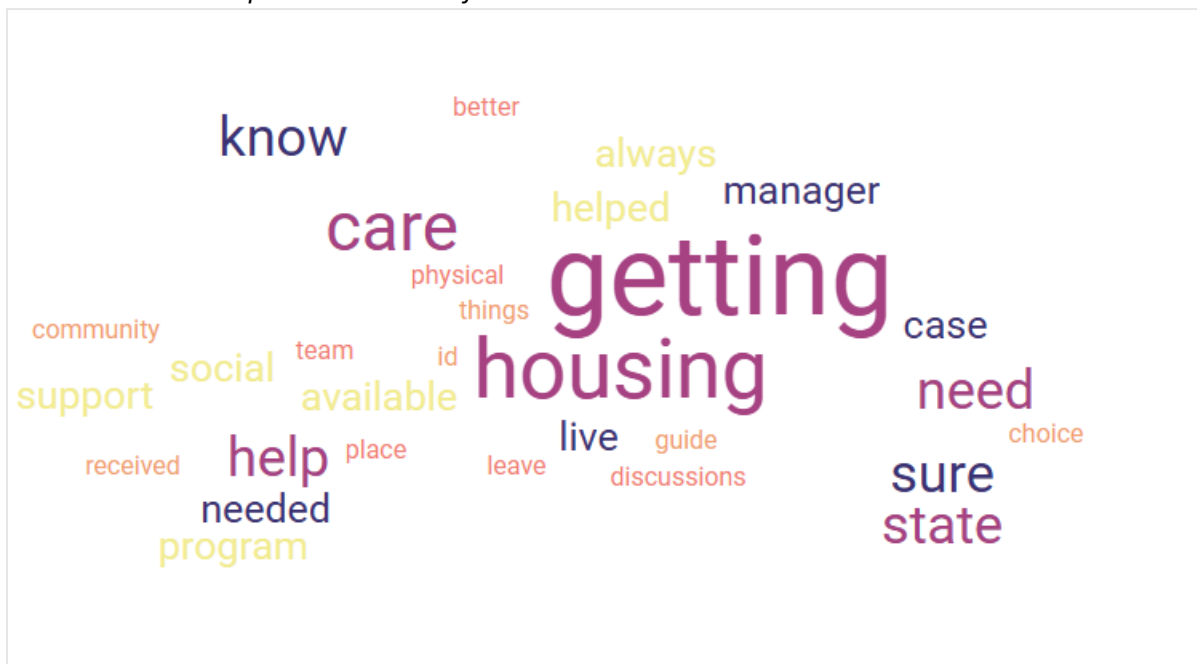 better
know
always
manager
helped
care
getting
physical
things
community
case
team
id
social
housing
available
support
need
live
guide
choice
help
place
received
leave
discussions
sure
needed
state
program